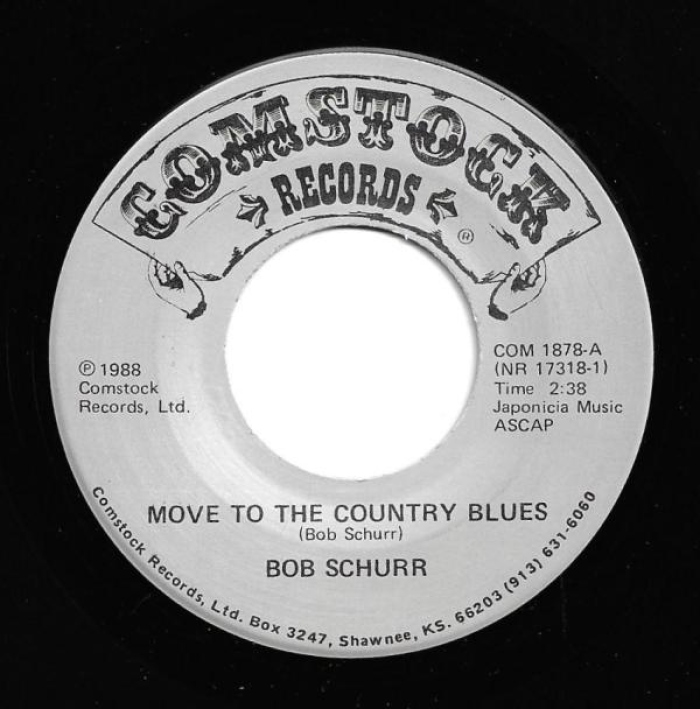 COMSTOCK
RECORDS
®
℗ 1988
Comstock
Records, Ltd.
COM 1878-A
(NR 17318-1)
Time 2:38
Japonicia Music
ASCAP
MOVE TO THE COUNTRY BLUES
(Bob Schurr)
BOB SCHURR
Comstock Records, Ltd. Box 3247, Shawnee, KS. 66203 (913) 631-6060